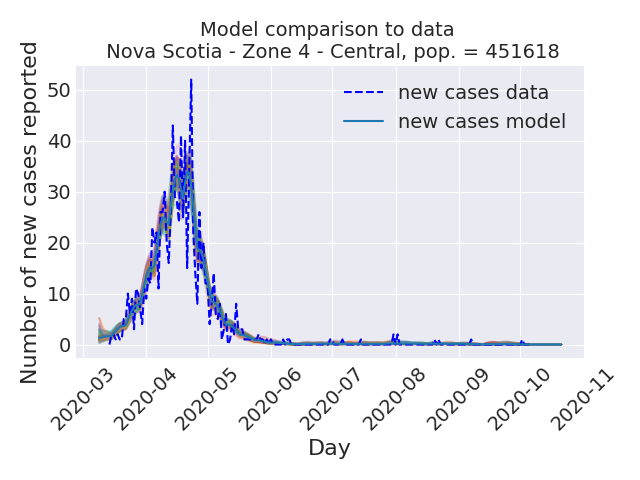 Model comparison to data
Nova Scotia - Zone 4 - Central, pop. = 451618
Number of new cases reported
50
40
30
20
10
0
new cases data
new cases model
2020-03
2020-04
2020-05
2020-06
2020-07
2020-08
2020-09
2020-10
2020-11
Day